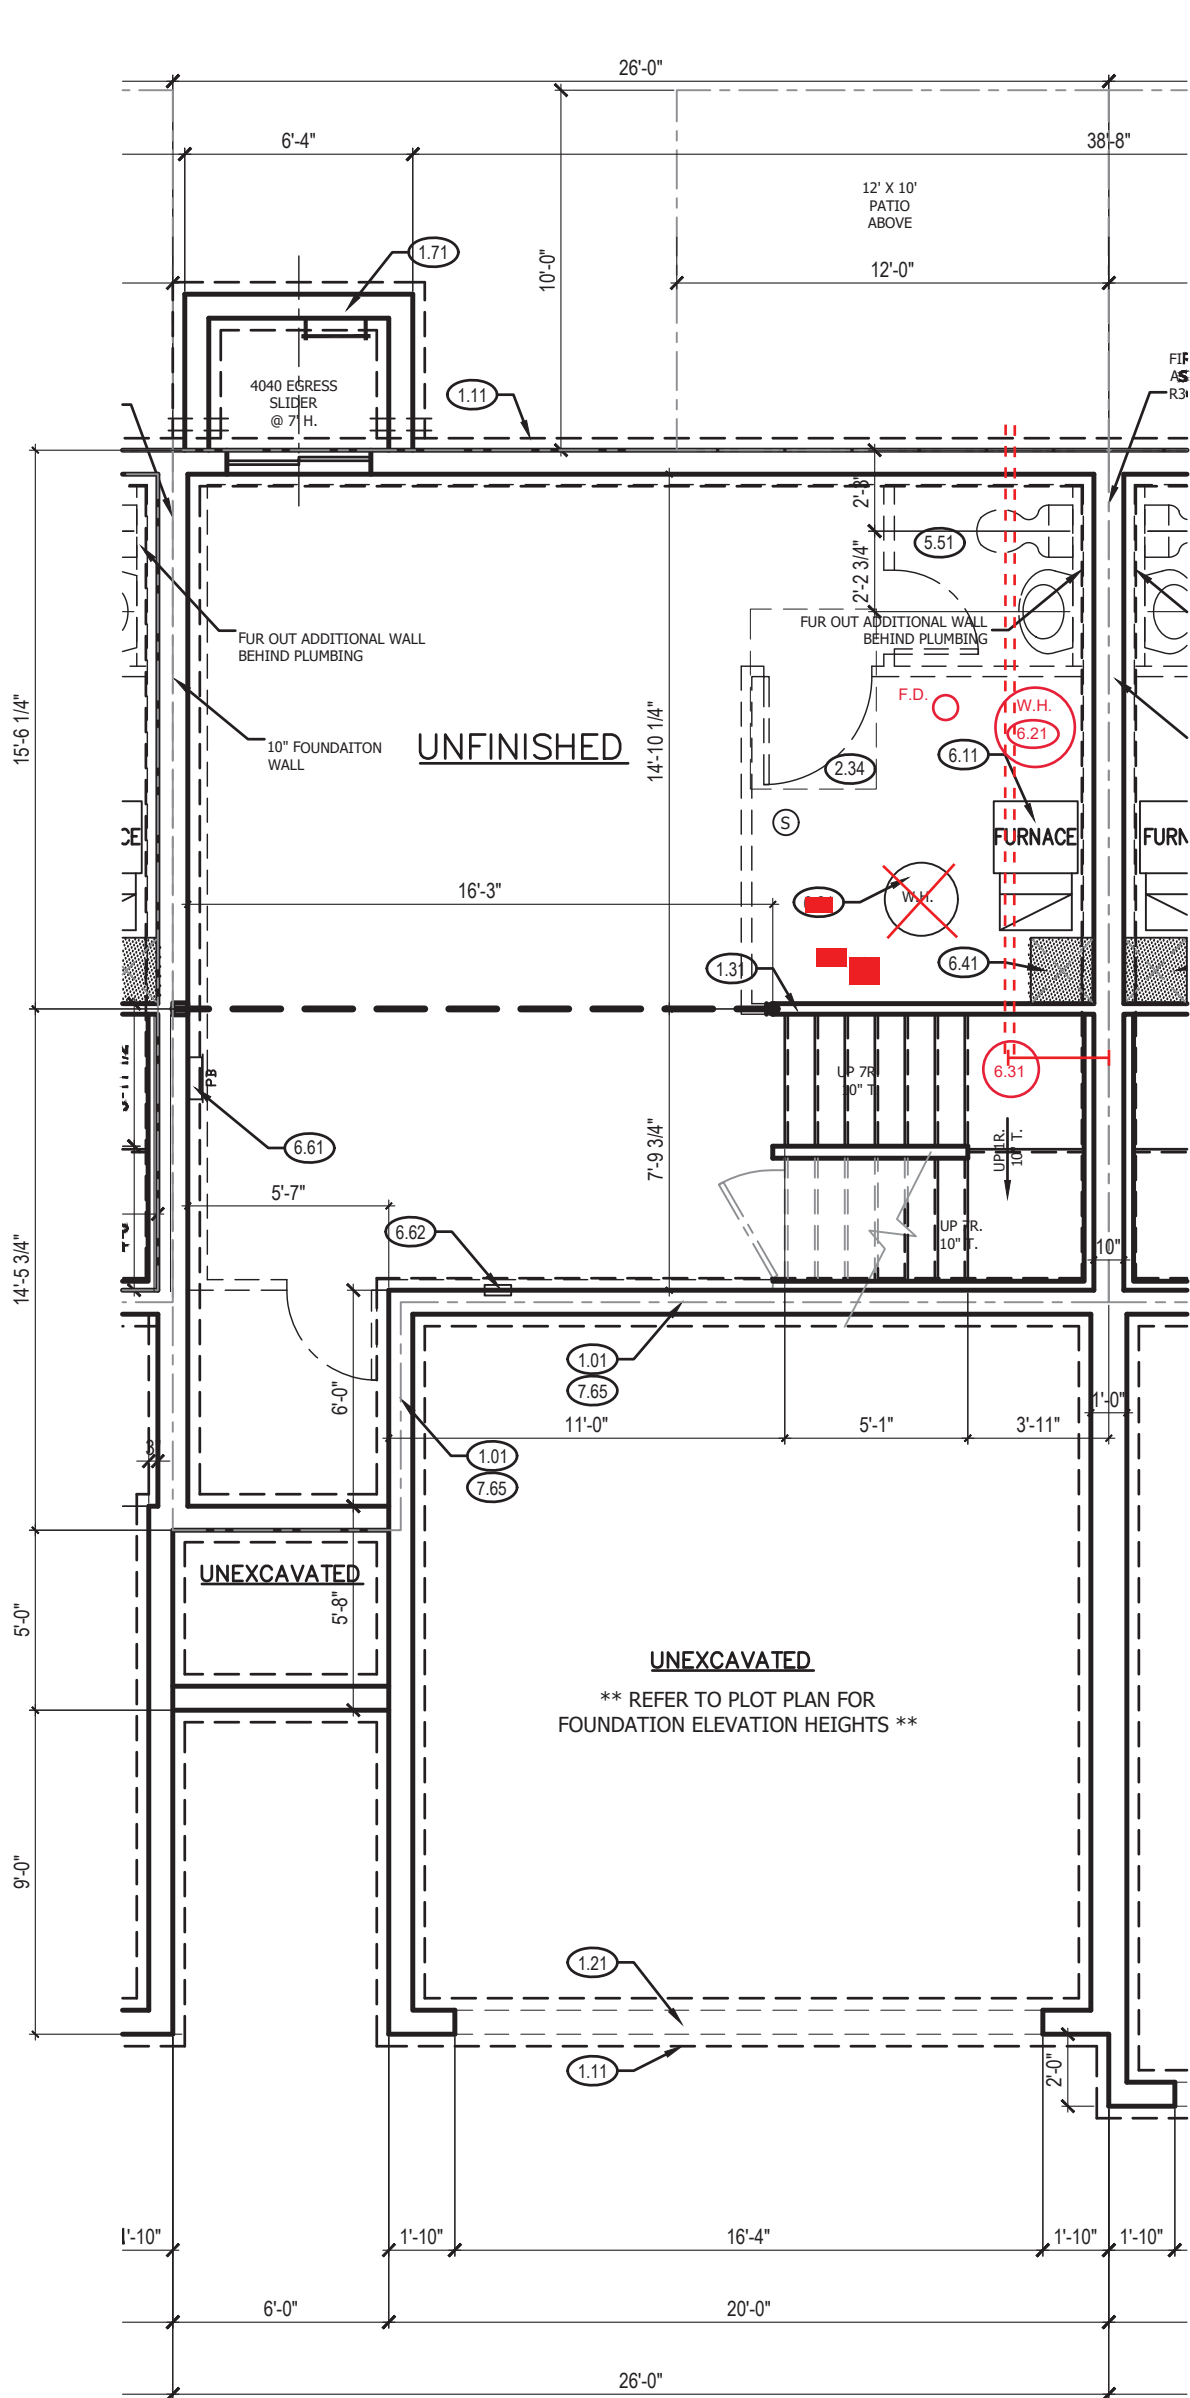 26'-0"
6'-4"
38'-8"
12' X 10'
PATIO
ABOVE
1.71
10'-0"
12'-0"
4040 EGRESS
SLIDER
@ 7' H.
1.11
2'-3"
5.51
2'-2 3/4"
FUR OUT ADDITIONAL WALL
BEHIND PLUMBING
FUR OUT ADDITIONAL WALL
BEHIND PLUMBING
F.D.
W.H.
6.21
15'-6 1/4"
10" FOUNDAITON
WALL
UNFINISHED
14'-10 1/4"
2.34
6.11
S
FURNACE
FURN
CE
16'-3"
W.H.
1.31
6.41
PB
UP 7R.
10" T.
6.31
6.61
7'-9 3/4"
UP 1R.
10" T.
5'-7"
6.62
UP 7R.
10" T.
14'-5 3/4"
10"
1.01
7.65
6'-0"
11'-0"
5'-1"
3'-11"
1'-0"
3"
1.01
7.65
UNEXCAVATED
5'-0"
5'-8"
UNEXCAVATED
** REFER TO PLOT PLAN FOR
FOUNDATION ELEVATION HEIGHTS **
9'-0"
1.21
1.11
2'-0"
1'-10"
1'-10"
16'-4"
1'-10"
1'-10"
6'-0"
20'-0"
26'-0"